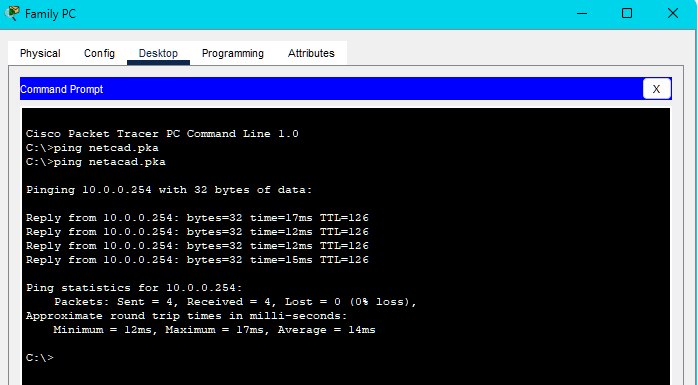 Family PC
Physical Config Desktop Programming Attributes
Command Prompt X
Cisco Packet Tracer PC Command Line 1.0
C:\>ping netcad.pka
C:\>ping netacad.pka
Pinging 10.0.0.254 with 32 bytes of data:
Reply from 10.0.0.254: bytes=32 time=17ms TTL=126
Reply from 10.0.0.254: bytes=32 time=12ms TTL=126
Reply from 10.0.0.254: bytes=32 time=12ms TTL=126
Reply from 10.0.0.254: bytes=32 time=15ms TTL=126
Ping statistics for 10.0.0.254:
Packets: Sent = 4, Received = 4, Lost = 0 (0% loss),
Approximate round trip times in milli-seconds:
Minimum = 12ms, Maximum = 17ms, Average = 14ms
C:\>